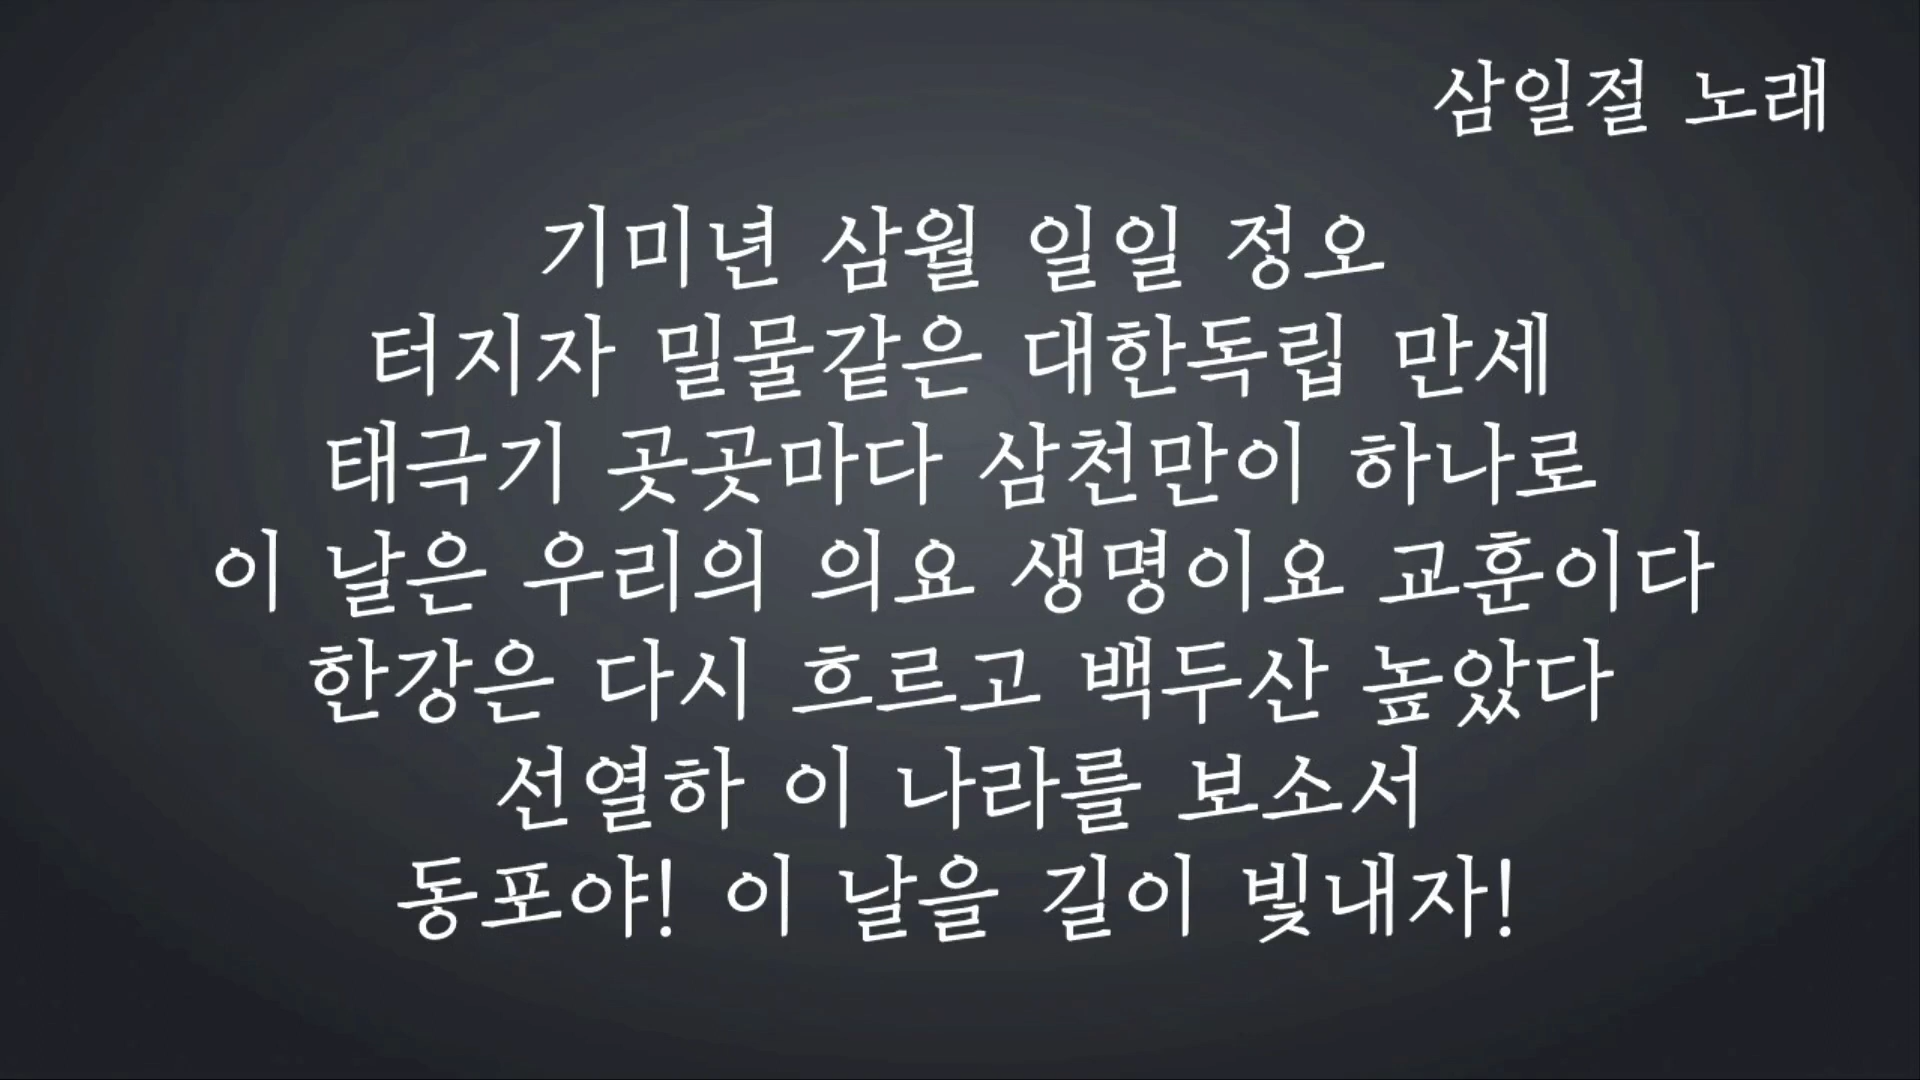 삼일절 노래
기미년 삼월 일일 정오
터지자 밀물같은 대한독립 만세
태극기 곳곳마다 삼천만이 하나로
이 날은 우리의 의요 생명이요 교훈이다
한강은 다시 흐르고 백두산 높았다
선열하 이 나라를 보소서
동포야! 이 날을 길이 빛내자!